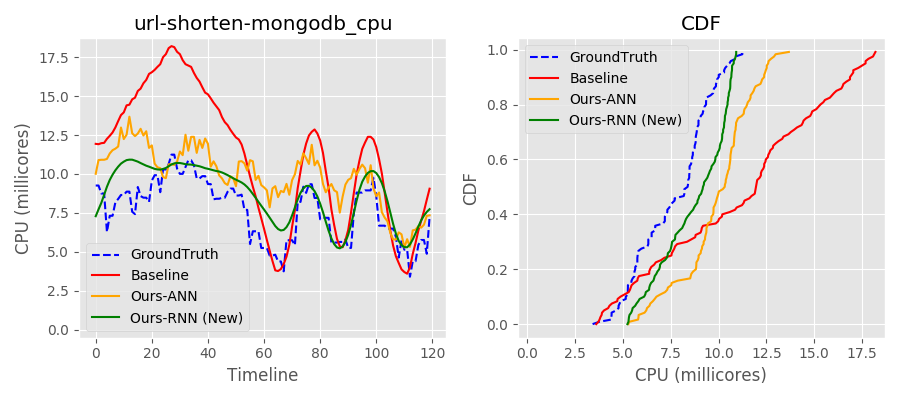 url-shorten-mongodb_cpu
CPU (millicores)
17.5
15.0
12.5
10.0
7.5
5.0
2.5
0.0
GroundTruth
Baseline
Ours-ANN
Ours-RNN (New)
0 20 40 60 80 100 120
Timeline
CDF
CDF
1.0
0.8
0.6
0.4
0.2
0.0
GroundTruth
Baseline
Ours-ANN
Ours-RNN (New)
0.0 2.5 5.0 7.5 10.0 12.5 15.0 17.5
CPU (millicores)